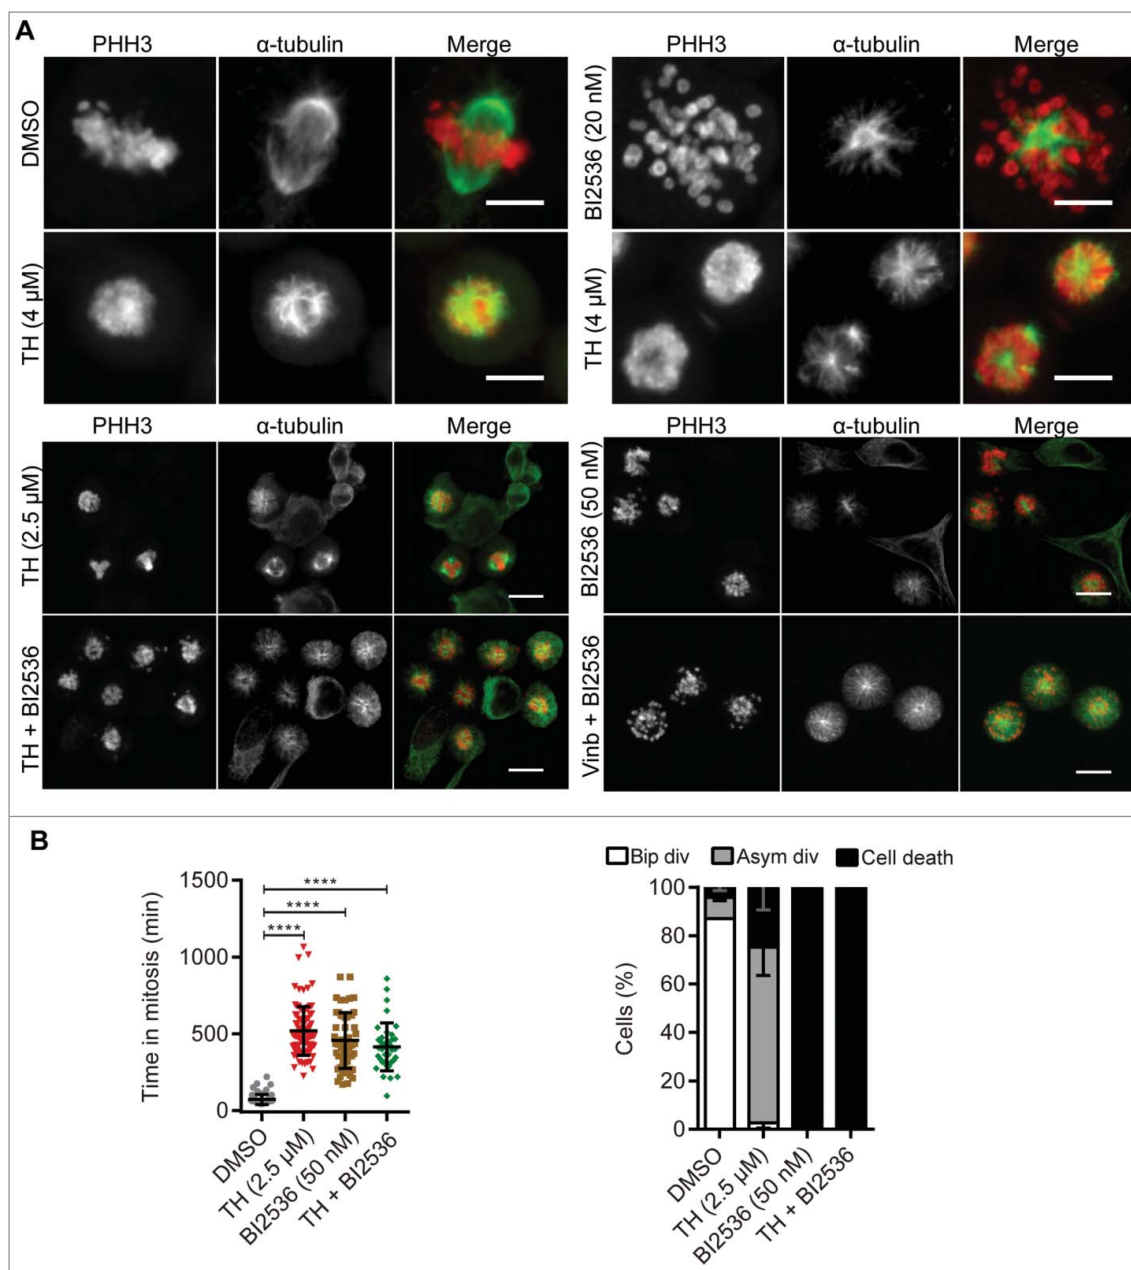 A
PHH3 α-tubulin Merge
DMSO
TH (4 µM)
PHH3 α-tubulin Merge
BI2536 (20 nM)
TH (4 µM)
PHH3 α-tubulin Merge
TH (2.5 µM)
TH + BI2536
PHH3 α-tubulin Merge
BI2536 (50 nM)
Vinb + BI2536
B
Time in mitosis (min)
1500
1000
500
0
****
****
****
DMSO
TH (2.5 µM)
BI2536 (50 nM)
TH + BI2536
Bip div Asym div Cell death
Cells (%)
100
80
60
40
20
0
DMSO
TH (2.5 µM)
BI2536 (50 nM)
TH + BI2536